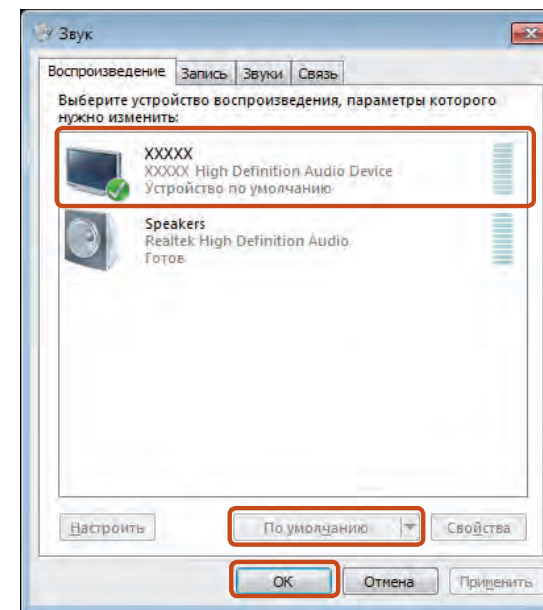 Звук
Воспроизведение Запись Звуки Связь
Выберите устройство воспроизведения, параметры которого
нужно изменить:
XXXXX
XXXXX High Definition Audio Device
Устройство по умолчанию
Speakers
Realtek High Definition Audio
Готов
Настроить По умолчанию Свойства
ОК Отмена Применить